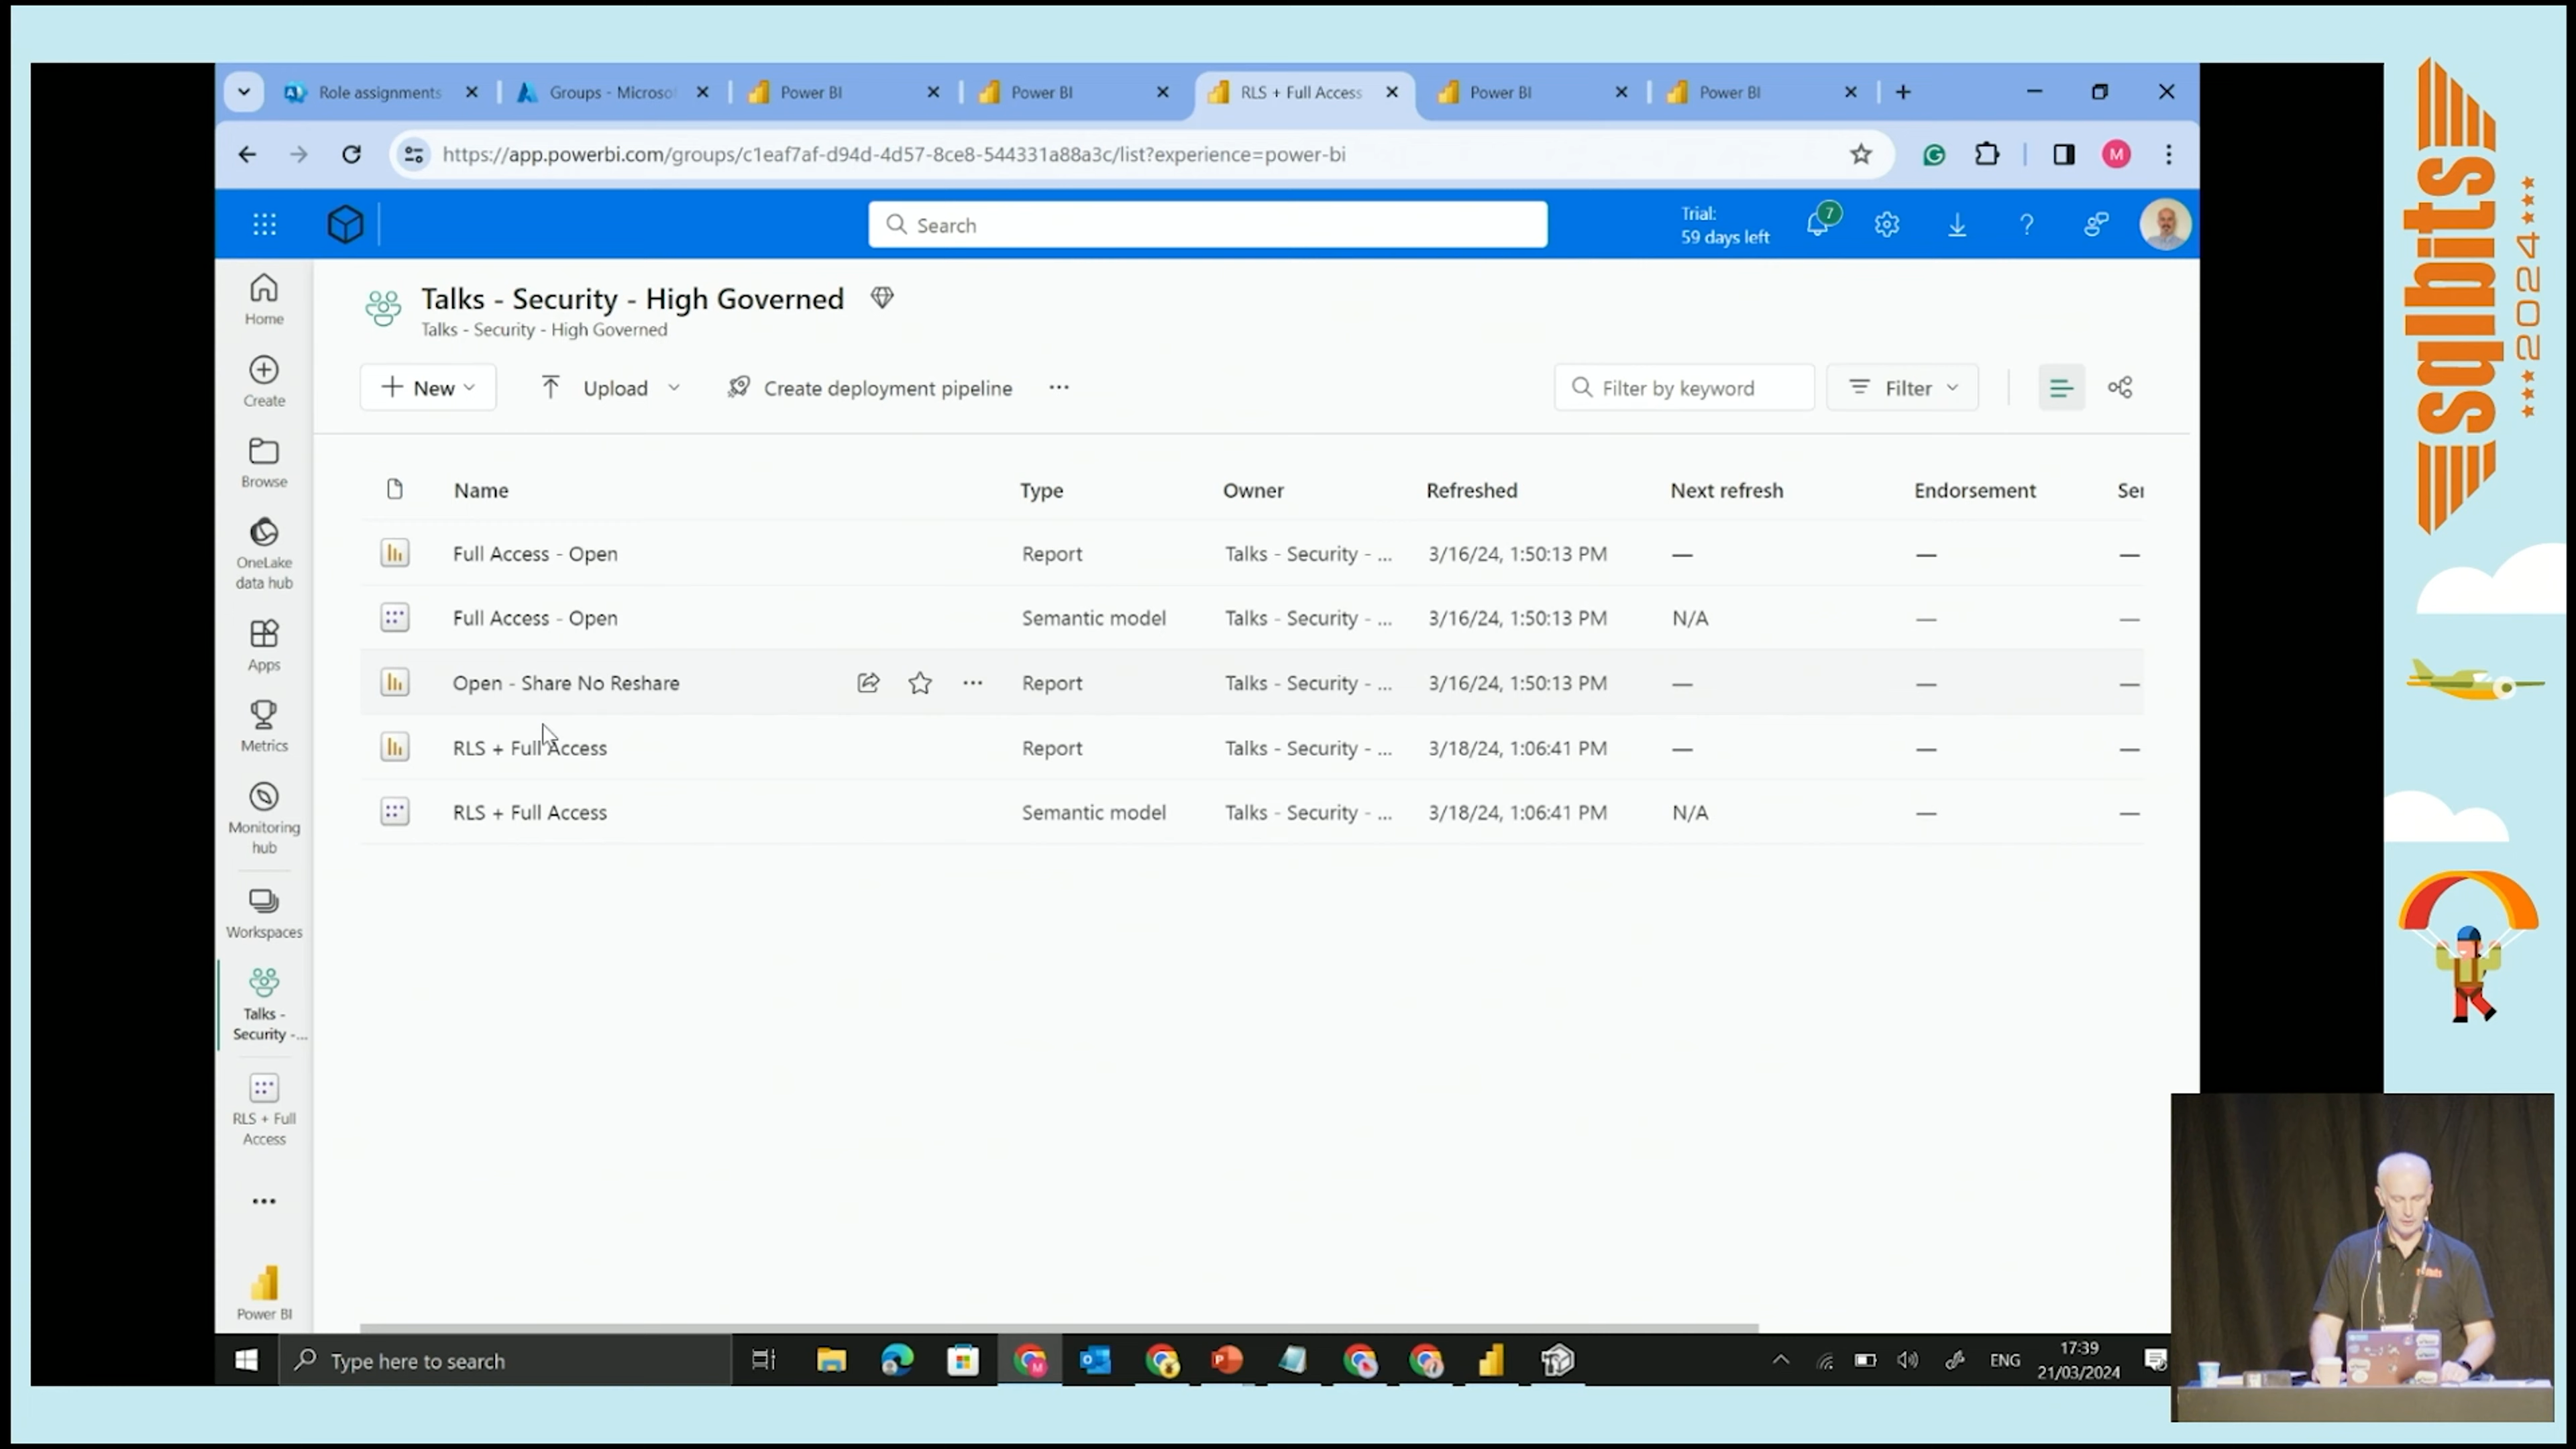 Role assignments
Groups - Microso
Power BI
Power BI
RLS + Full Access
Power BI
Power BI
https://app.powerbi.com/groups/c1eaf7af-d94d-4d57-8ce8-544331a88a3c/list?experience=power-bi
M
Search
Trial:
59 days left
7
Home
Create
Browse
OneLake
data hub
Apps
Metrics
Monitoring
hub
Workspaces
Talks -
Security -...
RLS + Full
Access
Power BI
Talks - Security - High Governed
Talks - Security - High Governed
New
Upload
Create deployment pipeline
Filter by keyword
Filter
Name Type Owner Refreshed Next refresh Endorsement Ser
Full Access - Open Report Talks - Security - ... 3/16/24, 1:50:13 PM — — —
Full Access - Open Semantic model Talks - Security - ... 3/16/24, 1:50:13 PM N/A — —
Open - Share No Reshare Report Talks - Security - ... 3/16/24, 1:50:13 PM — — —
RLS + Full Access Report Talks - Security - ... 3/18/24, 1:06:41 PM — — —
RLS + Full Access Semantic model Talks - Security - ... 3/18/24, 1:06:41 PM N/A — —
Type here to search
ENG
17:39
21/03/2024
sqlbits
2024